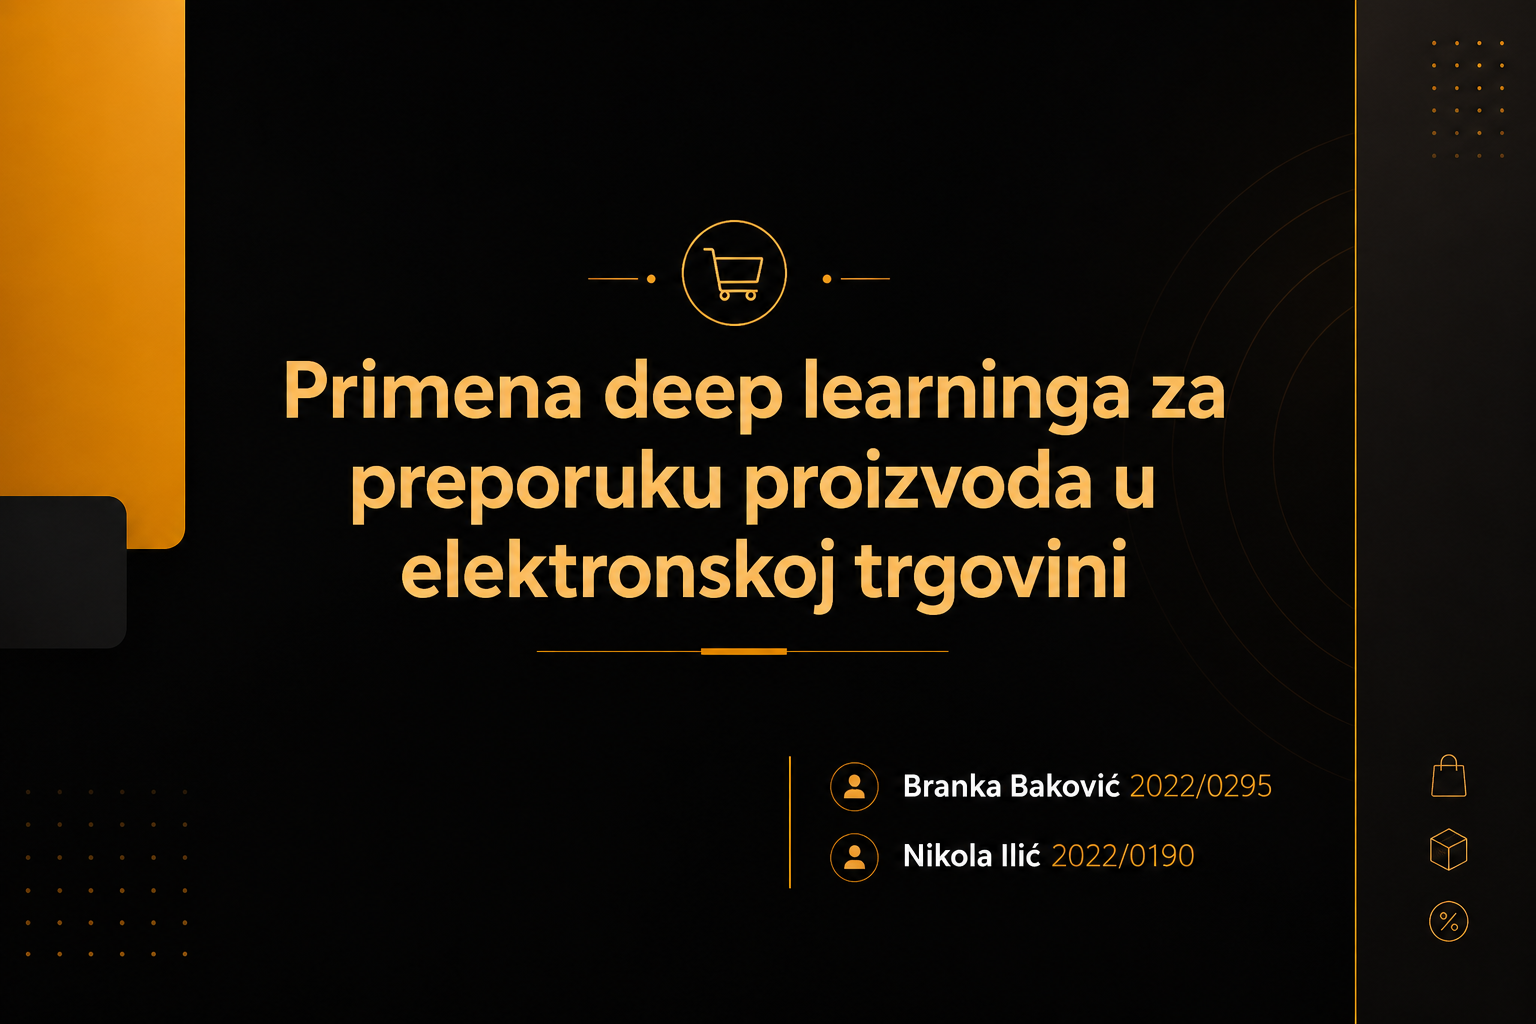 Primena deep learninga za
preporuku proizvoda u
elektronskoj trgovini
Branka Baković 2022/0295
Nikola Ilić 2022/0190